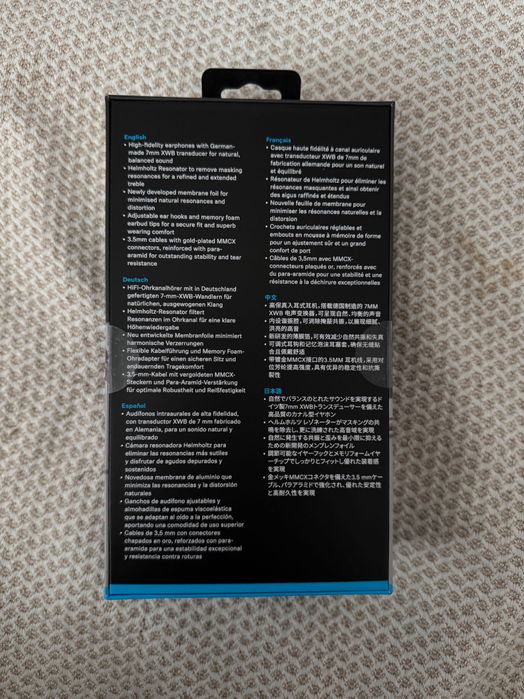 English
• High-fidelity earphones with German-
made 7mm XWB transducer for natural,
balanced sound
• Helmholtz Resonator to remove masking
resonances for a refined and extended
treble
• Newly developed membrane foil for
minimised natural resonances and
distortion
• Adjustable ear hooks and memory foam
earbud tips for a secure fit and superb
wearing comfort
• 3.5mm cables with gold-plated MMCX
connectors, reinforced with para-
aramid for outstanding stability and tear
resistance
Deutsch
• HiFi-Ohrkanalhörer mit in Deutschland
gefertigten 7-mm-XWB-Wandlern für
natürlichen, ausgewogenen Klang
• Helmholtz-Resonator filtert
Resonanzen im Ohrkanal für eine klare
Höhenwiedergabe
• Neu entwickelte Membranfolie minimiert
harmonische Verzerrungen
• Flexible Kabelführung und Memory Foam-
Ohradapter für einen sicheren Sitz und
andauernden Tragekomfort
• 3,5-mm-Kabel mit vergoldeten MMCX-
Steckern und Para-Aramid-Verstärkung
für optimale Robustheit und Reißfestigkeit
Español
• Audífonos intraaurales de alta fidelidad,
con transductor XWB de 7 mm fabricado
en Alemania, para un sonido natural y
equilibrado
• Cámara resonadora Helmholtz para
eliminar las resonancias más sutiles
y disfrutar de agudos depurados y
sostenidos
• Novedosa membrana de aluminio que
minimiza las resonancias y la distorsión
naturales
• Ganchos de audífono ajustables y
almohadillas de espuma viscoelástica
que se adaptan al oído a la perfección,
aportando una comodidad de uso superior
• Cables de 3,5 mm con conectores
chapados en oro, reforzados con para-
aramida para una estabilidad excepcional
y resistencia contra roturas
Français
• Casque haute fidélité à canal auriculaire
avec transducteur XWB de 7mm de
fabrication allemande pour un son naturel
et équilibré
• Résonateur de Helmholtz pour éliminer les
résonances masquantes et ainsi obtenir
des aigus raffinés et étendus
• Nouvelle feuille de membrane pour
minimiser les résonances naturelles et la
distorsion
• Crochets auriculaires réglables et
embouts en mousse à mémoire de forme
pour un ajustement sûr et un grand
confort de port
• Câbles de 3,5mm avec MMCX-
connecteurs plaqués or, renforcés avec
du para-aramide pour une stabilité et une
résistance à la déchirure exceptionnelles
中文
• 高保真入耳式耳机，搭载德国制造的 7MM
XWB 电声变换器，可呈现自然、均衡的声音
• 内设谐振腔，可消除掩蔽共振，以展现细腻、
洪亮的高音
• 新研发的薄膜箔，可有效减少自然共振和失真
• 可调式耳钩和记忆泡沫耳塞，确保无缝贴
合且佩戴舒适
• 带镀金MMCX接口的3.5MM 耳机线，采用对
位芳纶提高强度，具有优异的稳定性和抗撕
裂性
日本語
• 自然でバランスのとれたサウンドを実現するド
イツ製7mm XWBトランスデューサーを備えた
高品質のカナル型イヤホン
• ヘルムホルツ レゾネーターがマスキングの共
鳴を除去し、更に洗練された高音域を実現
• 自然に発生する共振と歪みを最小限に抑える
ための新開発のメンブレンフォイル
• 調節可能なイヤーフックとメモリフォームイヤ
ーチップでしっかりとフィットし優れた装着感
を実現
• 金メッキMMCXコネクタを備えた3.5 mmケー
ブル。パラアラミドで強化され、優れた安定性
と高耐久性を実現